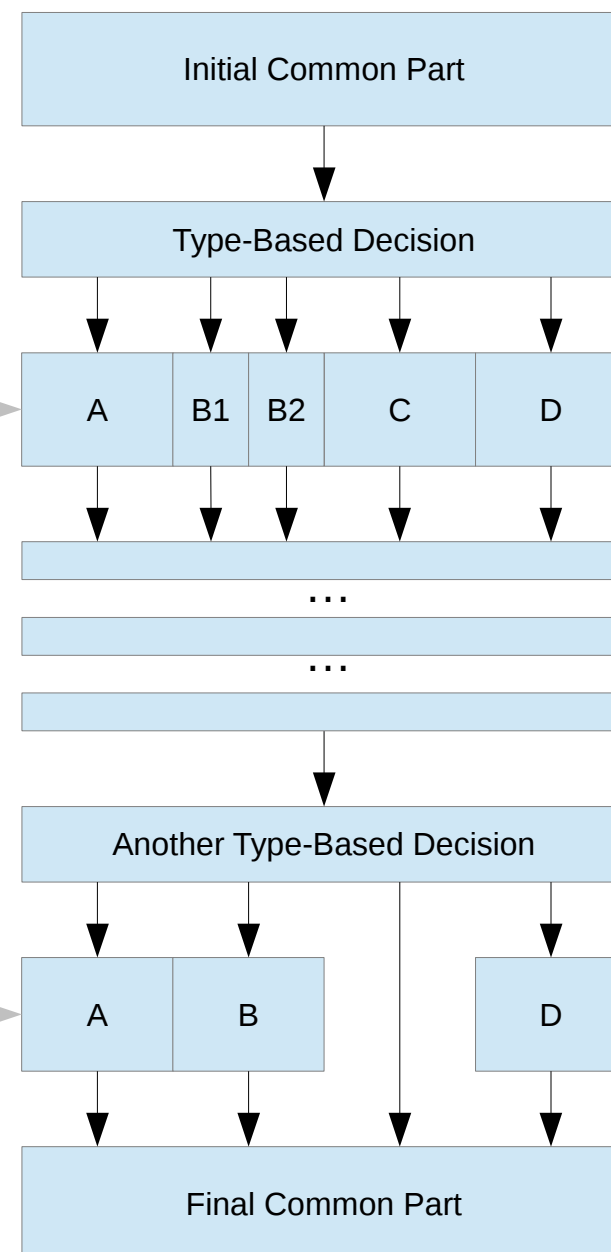 Initial Common Part
Type-Based Decision
A B1 B2 C D
...
...
Another Type-Based Decision
A B D
Final Common Part